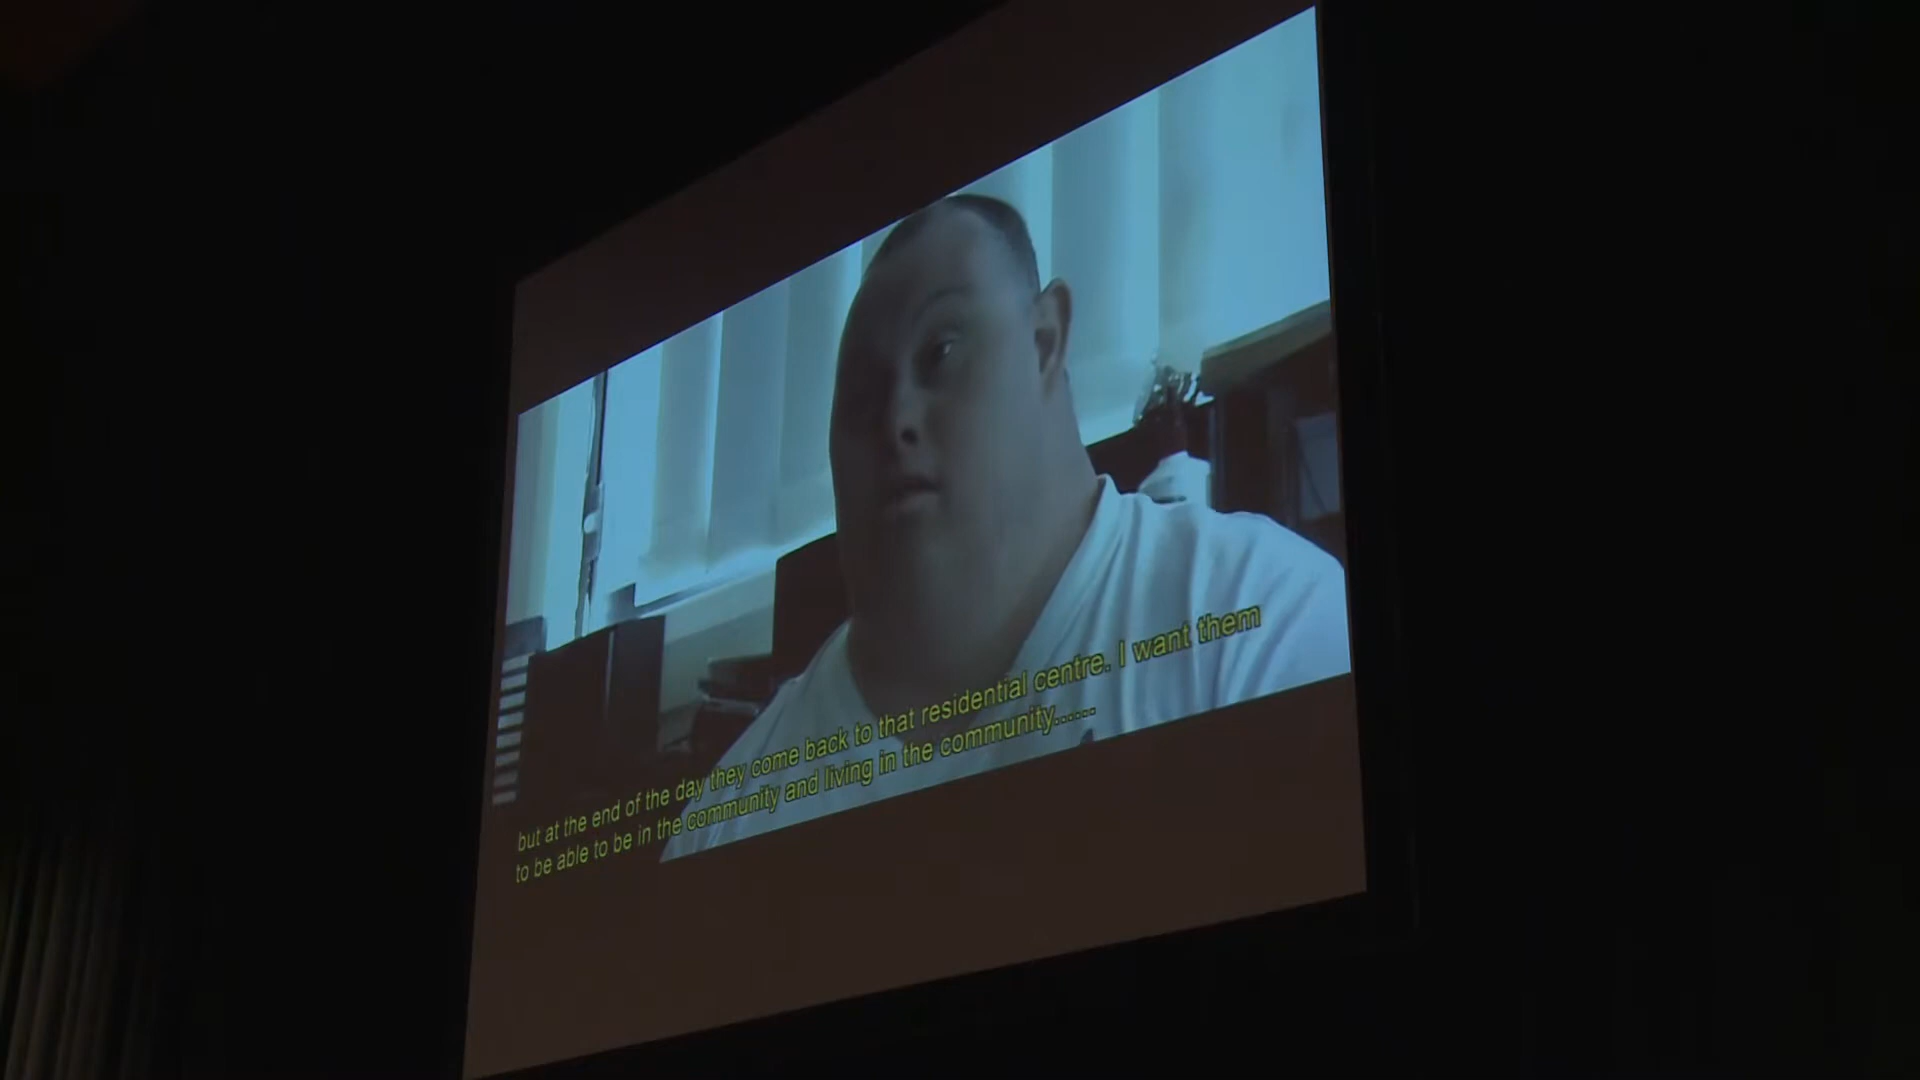 but at the end of the day they come back to that residential centre. I want them
to be able to be in the community and living in the community......